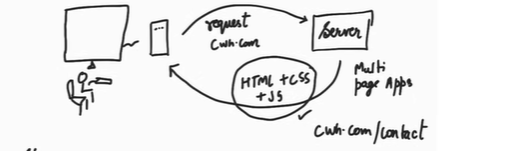 request
Cwh.com
Server
HTML + CSS
+ JS
Multi
page Apps
Cwh.com/contact